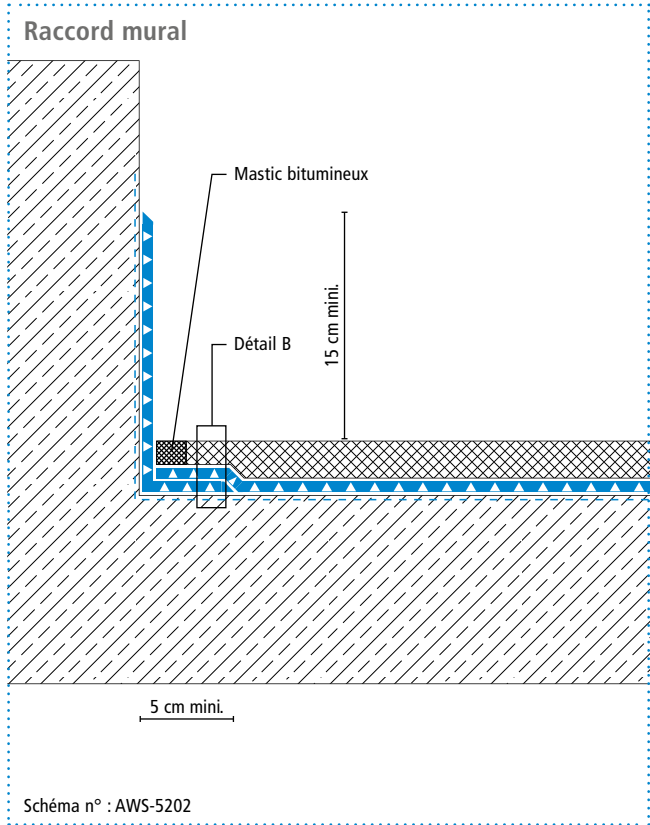 Raccord mural
Mastic bitumineux
15 cm mini.
Détail B
5 cm mini.
Schéma n° : AWS-5202